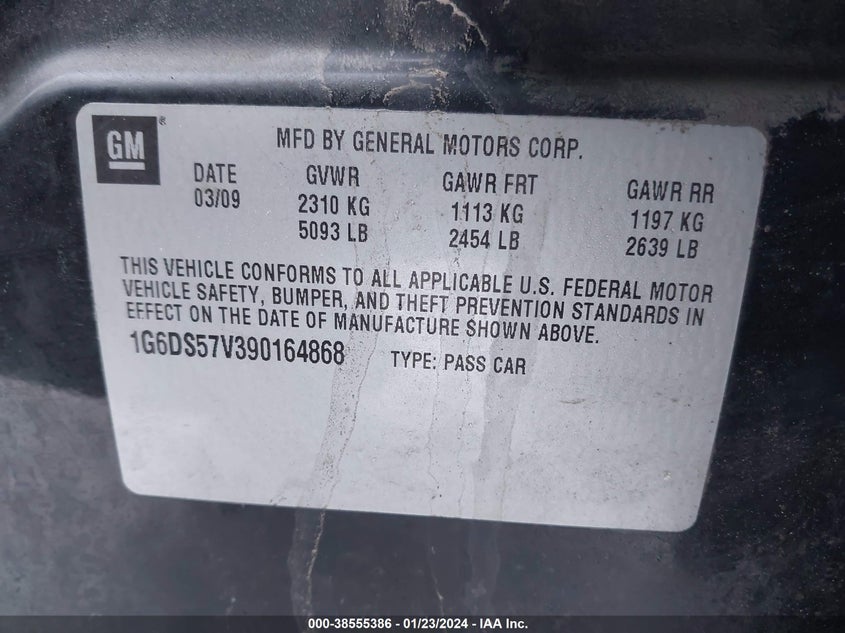 GM®
MFD BY GENERAL MOTORS CORP.
DATE GVWR GAWR FRT GAWR RR
03/09 2310 KG 1113 KG 1197 KG
5093 LB 2454 LB 2639 LB
THIS VEHICLE CONFORMS TO ALL APPLICABLE U.S. FEDERAL MOTOR
VEHICLE SAFETY, BUMPER, AND THEFT PREVENTION STANDARDS IN
EFFECT ON THE DATE OF MANUFACTURE SHOWN ABOVE.
1G6DS57V390164868 TYPE: PASS CAR
000-38555386 - 01/23/2024 - IAA Inc.